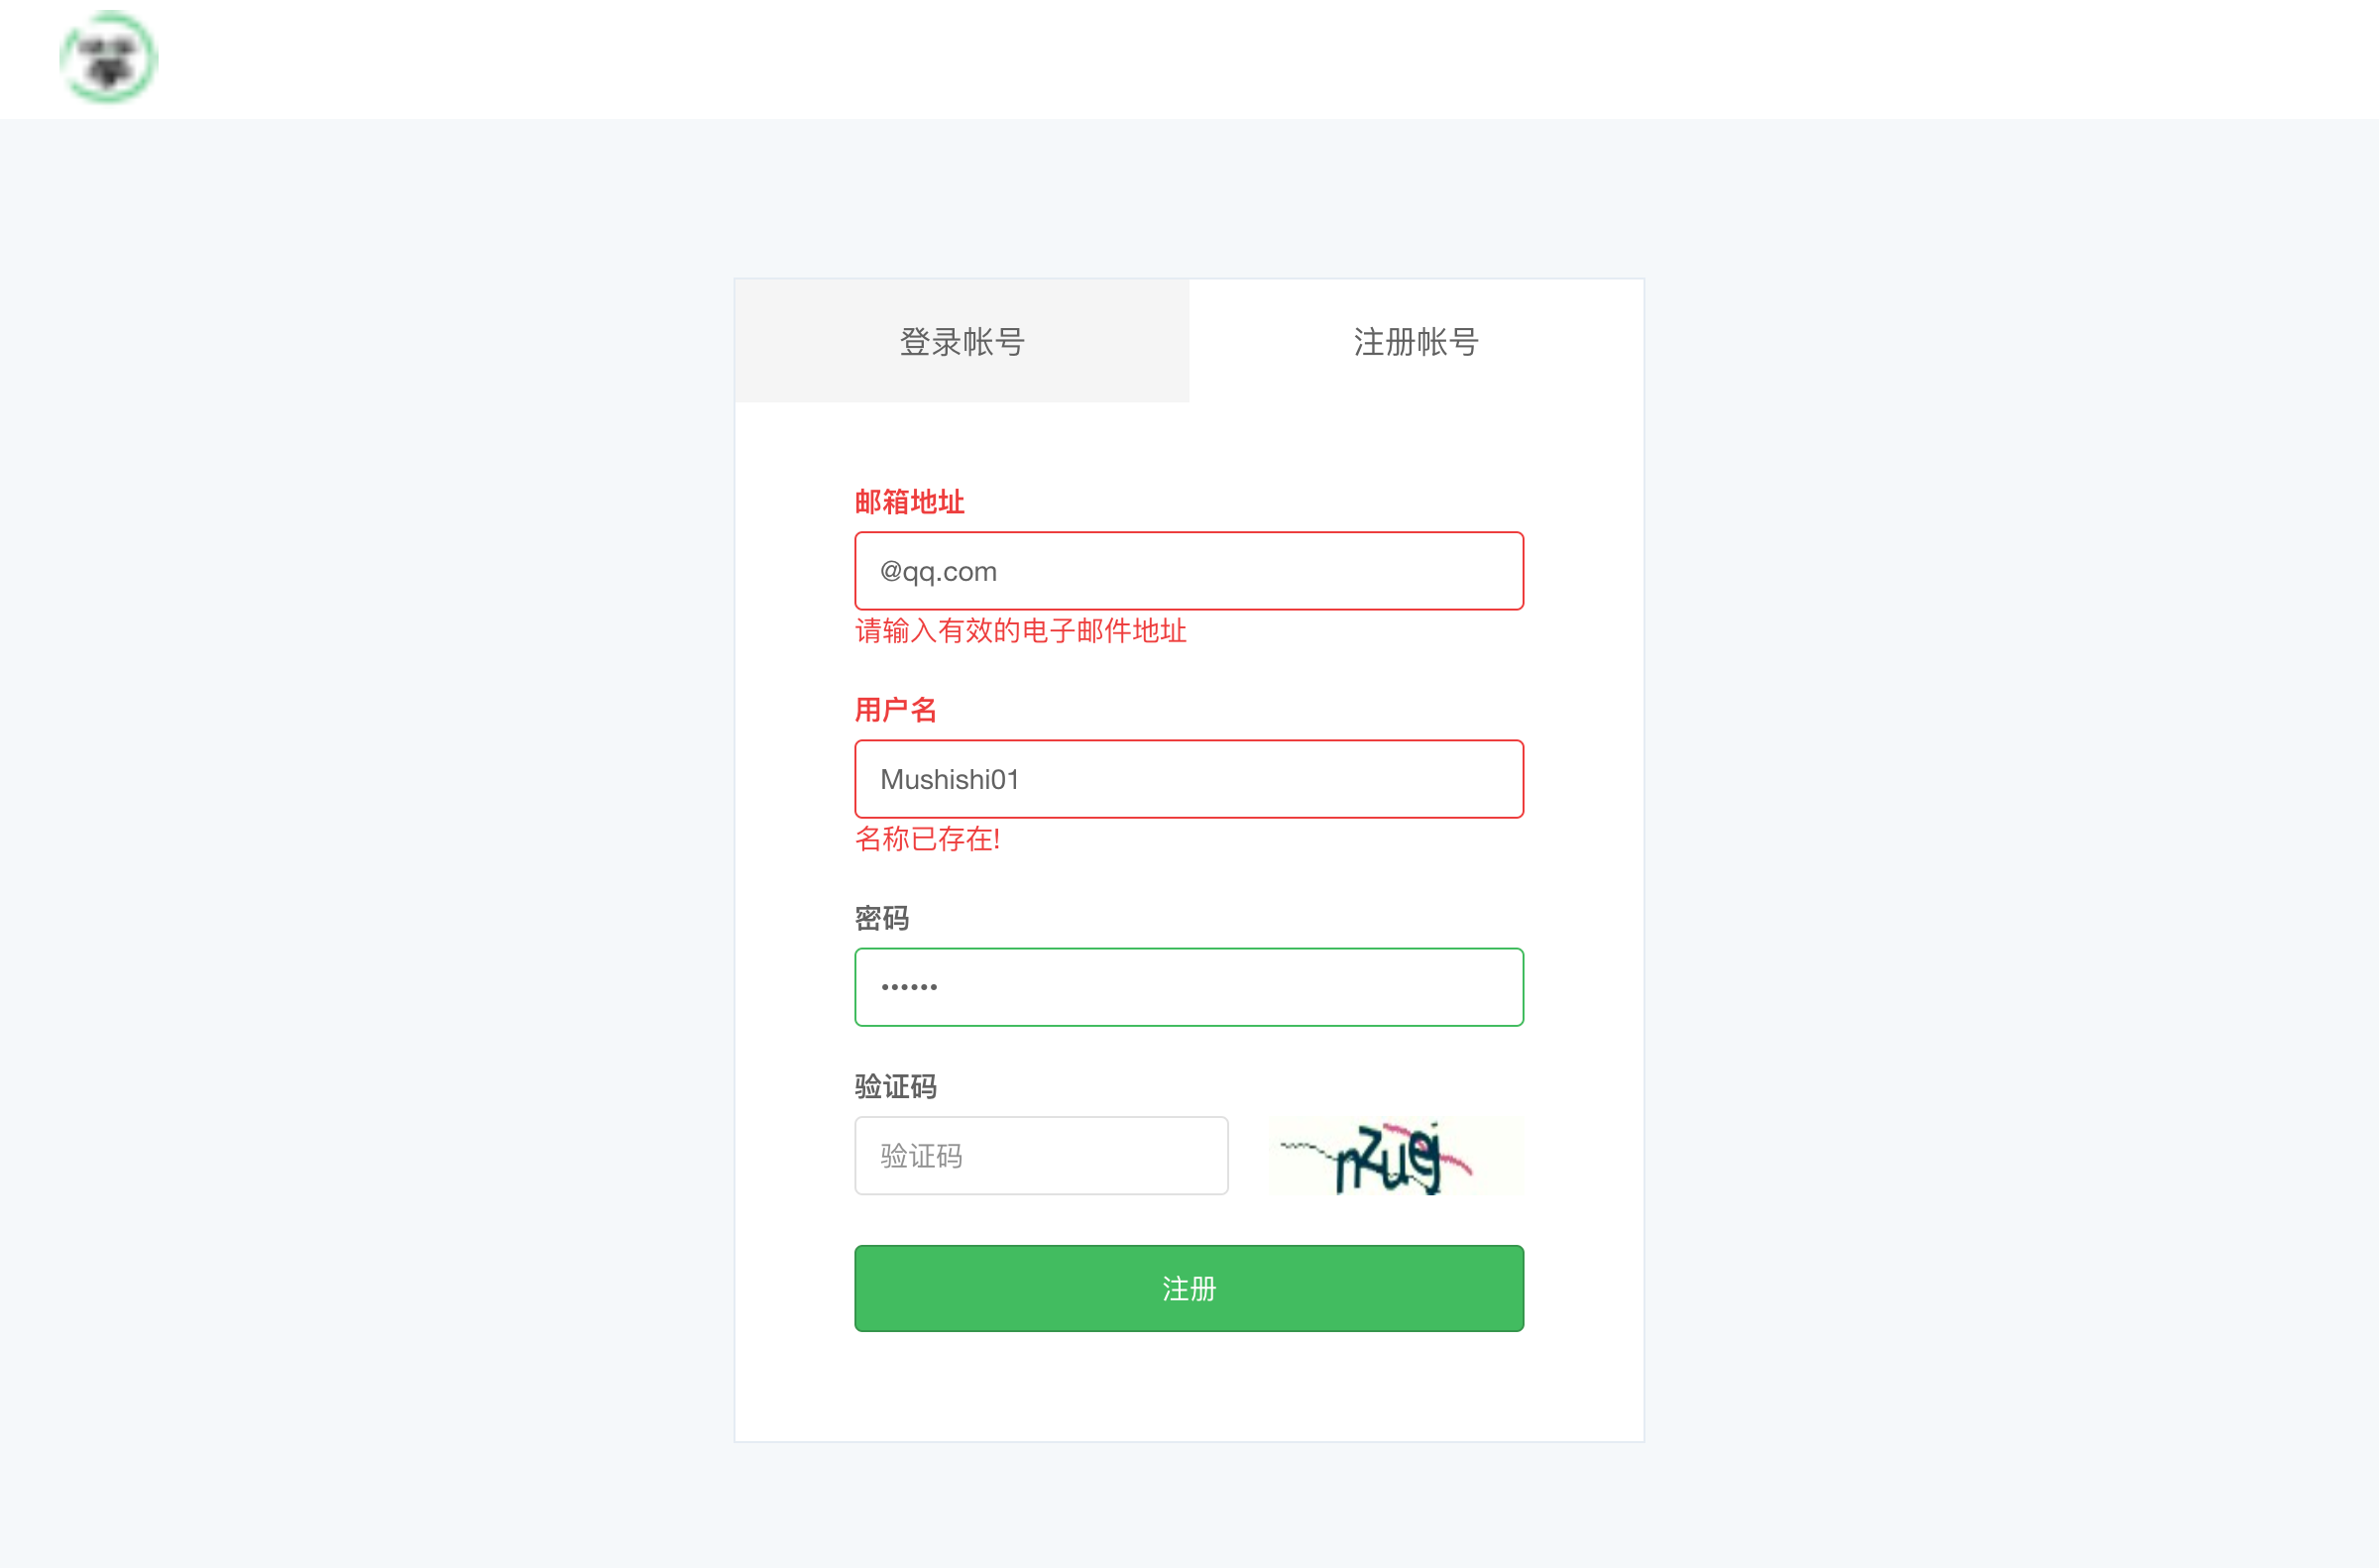 登录帐号
注册帐号
邮箱地址
@qq.com
请输入有效的电子邮件地址
用户名
Mushishi01
名称已存在!
密码
••••••
验证码
验证码
nzuej
注册